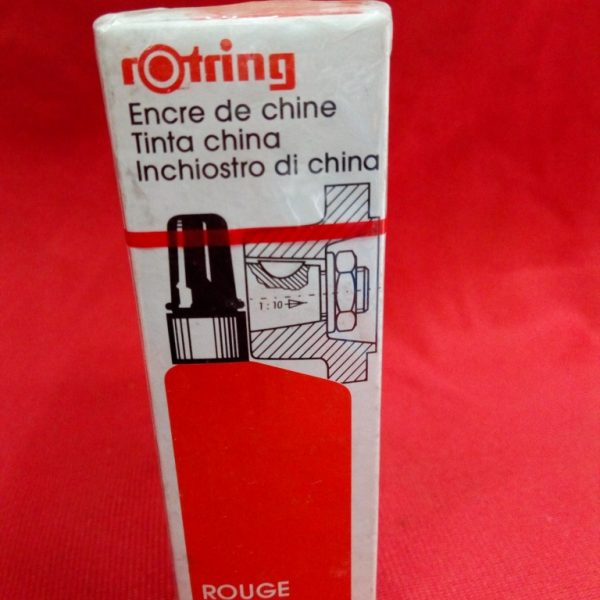 rotring
Encre de chine
Tinta china
Inchiostro di china
1:10
ROUGE